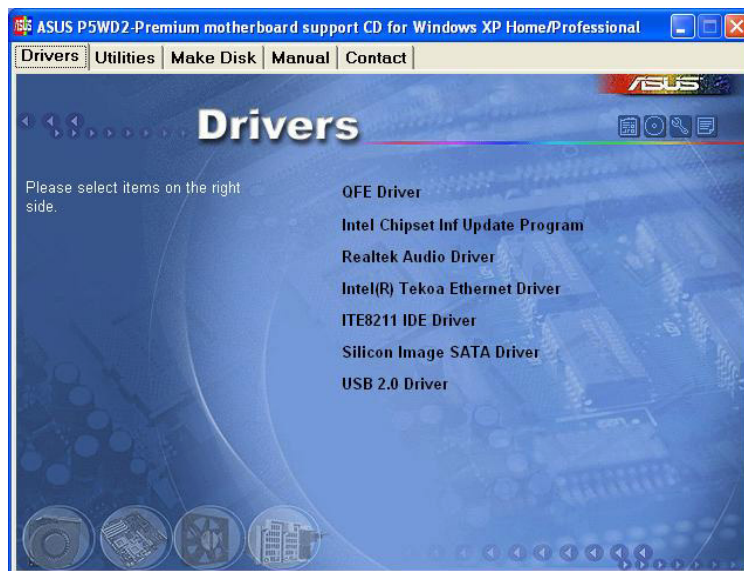 ASUS P5WD2-Premium motherboard support CD for Windows XP Home/Professional
Drivers Utilities Make Disk Manual Contact
ASUS
Drivers
Please select items on the right
side.
QFE Driver
Intel Chipset Inf Update Program
Realtek Audio Driver
Intel(R) Tekoa Ethernet Driver
ITE8211 IDE Driver
Silicon Image SATA Driver
USB 2.0 Driver